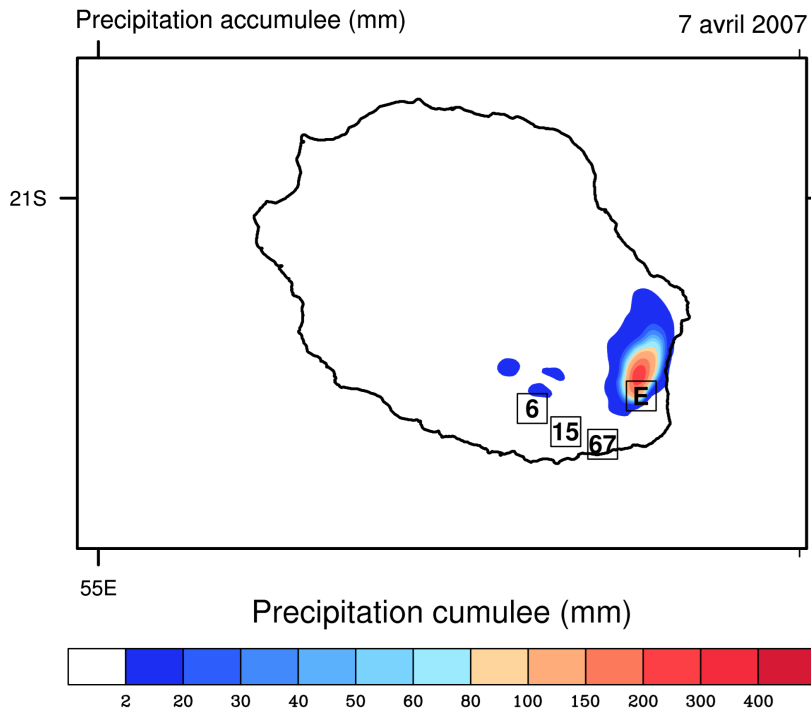 Precipitation accumulee (mm) 7 avril 2007
21S
E
6
15
67
55E
Precipitation cumulee (mm)
2 20 30 40 50 60 80 100 150 200 300 400